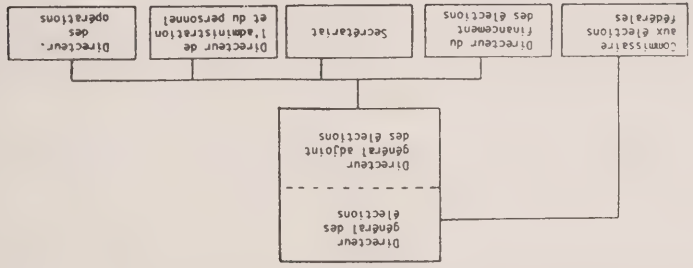 Directeur
général des
élections
Directeur
général adjoint
des élections
Commissaire
aux élections
fédérales
Directeur du
financement
des élections
Secrétariat
Directeur de
l'administration
et du personnel
Directeur.
des
opérations